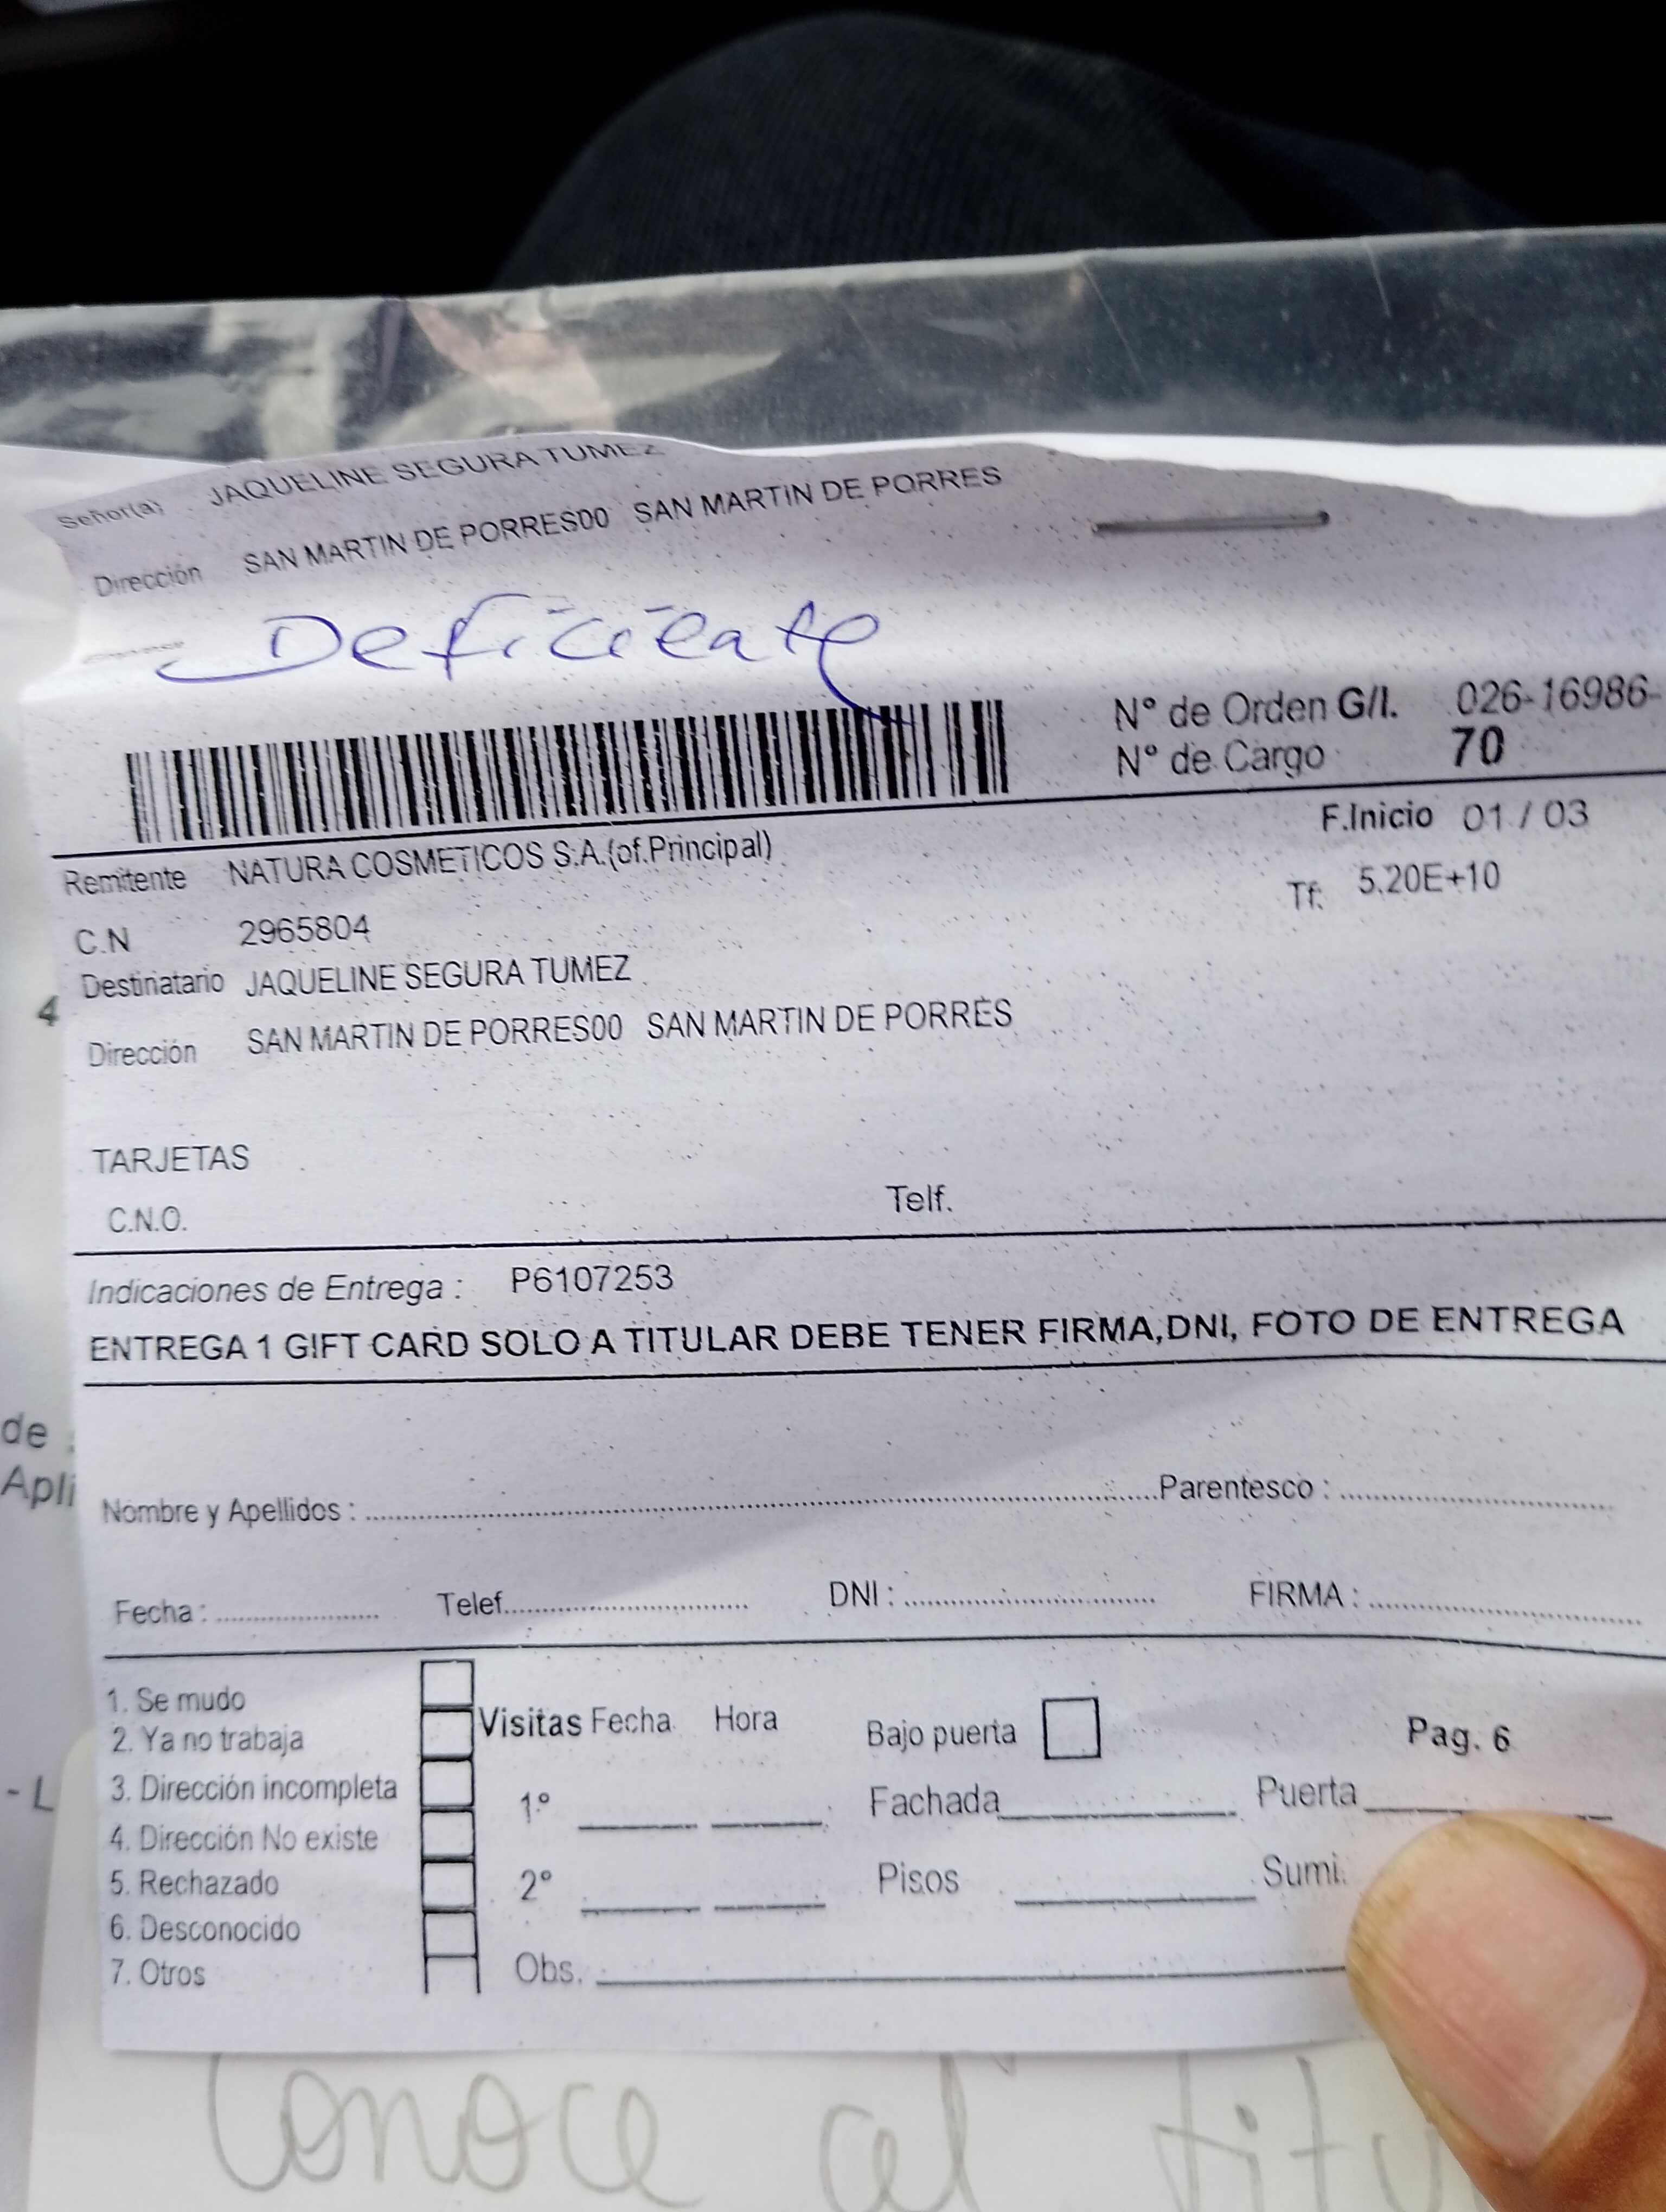 Señor(a) JAQUELINE SEGURA TUMEZ
Dirección SAN MARTIN DE PORRES00 SAN MARTIN DE PORRES
Deficiente
N° de Orden G/I. 026-16986-
N° de Cargo 70
F.Inicio 01 / 03
Remitente NATURA COSMETICOS S.A.(of.Principal)
Tf: 5.20E+10
C.N 2965804
Destinatario JAQUELINE SEGURA TUMEZ
4
Dirección SAN MARTIN DE PORRES00 SAN MARTIN DE PORRES
TARJETAS
C.N.O. Telf.
Indicaciones de Entrega : P6107253
ENTREGA 1 GIFT CARD SOLO A TITULAR DEBE TENER FIRMA,DNI, FOTO DE ENTREGA
de
Apli
Nombre y Apellidos : Parentesco :
Fecha : Telef. DNI : FIRMA :
1. Se mudo
2. Ya no trabaja
3. Dirección incompleta
4. Dirección No existe
5. Rechazado
6. Desconocido
7. Otros
Visitas Fecha Hora
1.º
2º
Obs.
Bajo puerta
Pag. 6
Fachada Puerta
Pisos Sumi.
- L
Conoce al titu